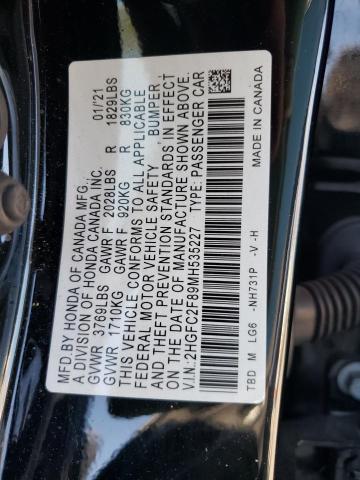 MFD.BY HONDA OF CANADA MFG. 01/'21
A DIVISION OF HONDA CANADA INC.
GVWR 3769LBS GAWR F 2028LBS R 1829LBS
GVWR 1710KG GAWR F 920KG R 830KG
THIS VEHICLE CONFORMS TO ALL APPLICABLE
FEDERAL MOTOR VEHICLE SAFETY, BUMPER,
AND THEFT PREVENTION STANDARDS IN EFFECT
ON THE DATE OF MANUFACTURE SHOWN ABOVE.
V.I.N.:2HGFC2F89MH535227 TYPE: PASSENGER CAR
TBD M LG6 -NH731P -V -H MADE IN CANADA